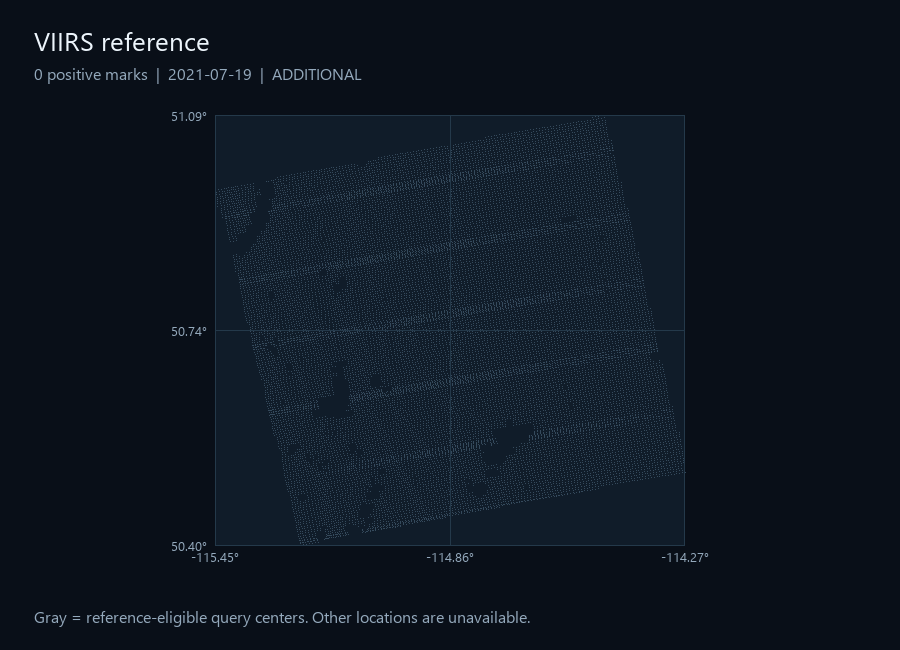 VIIRS reference
0 positive marks | 2021-07-19 | ADDITIONAL
51.09°
50.74°
50.40°
-115.45° -114.86° -114.27°
Gray = reference-eligible query centers. Other locations are unavailable.